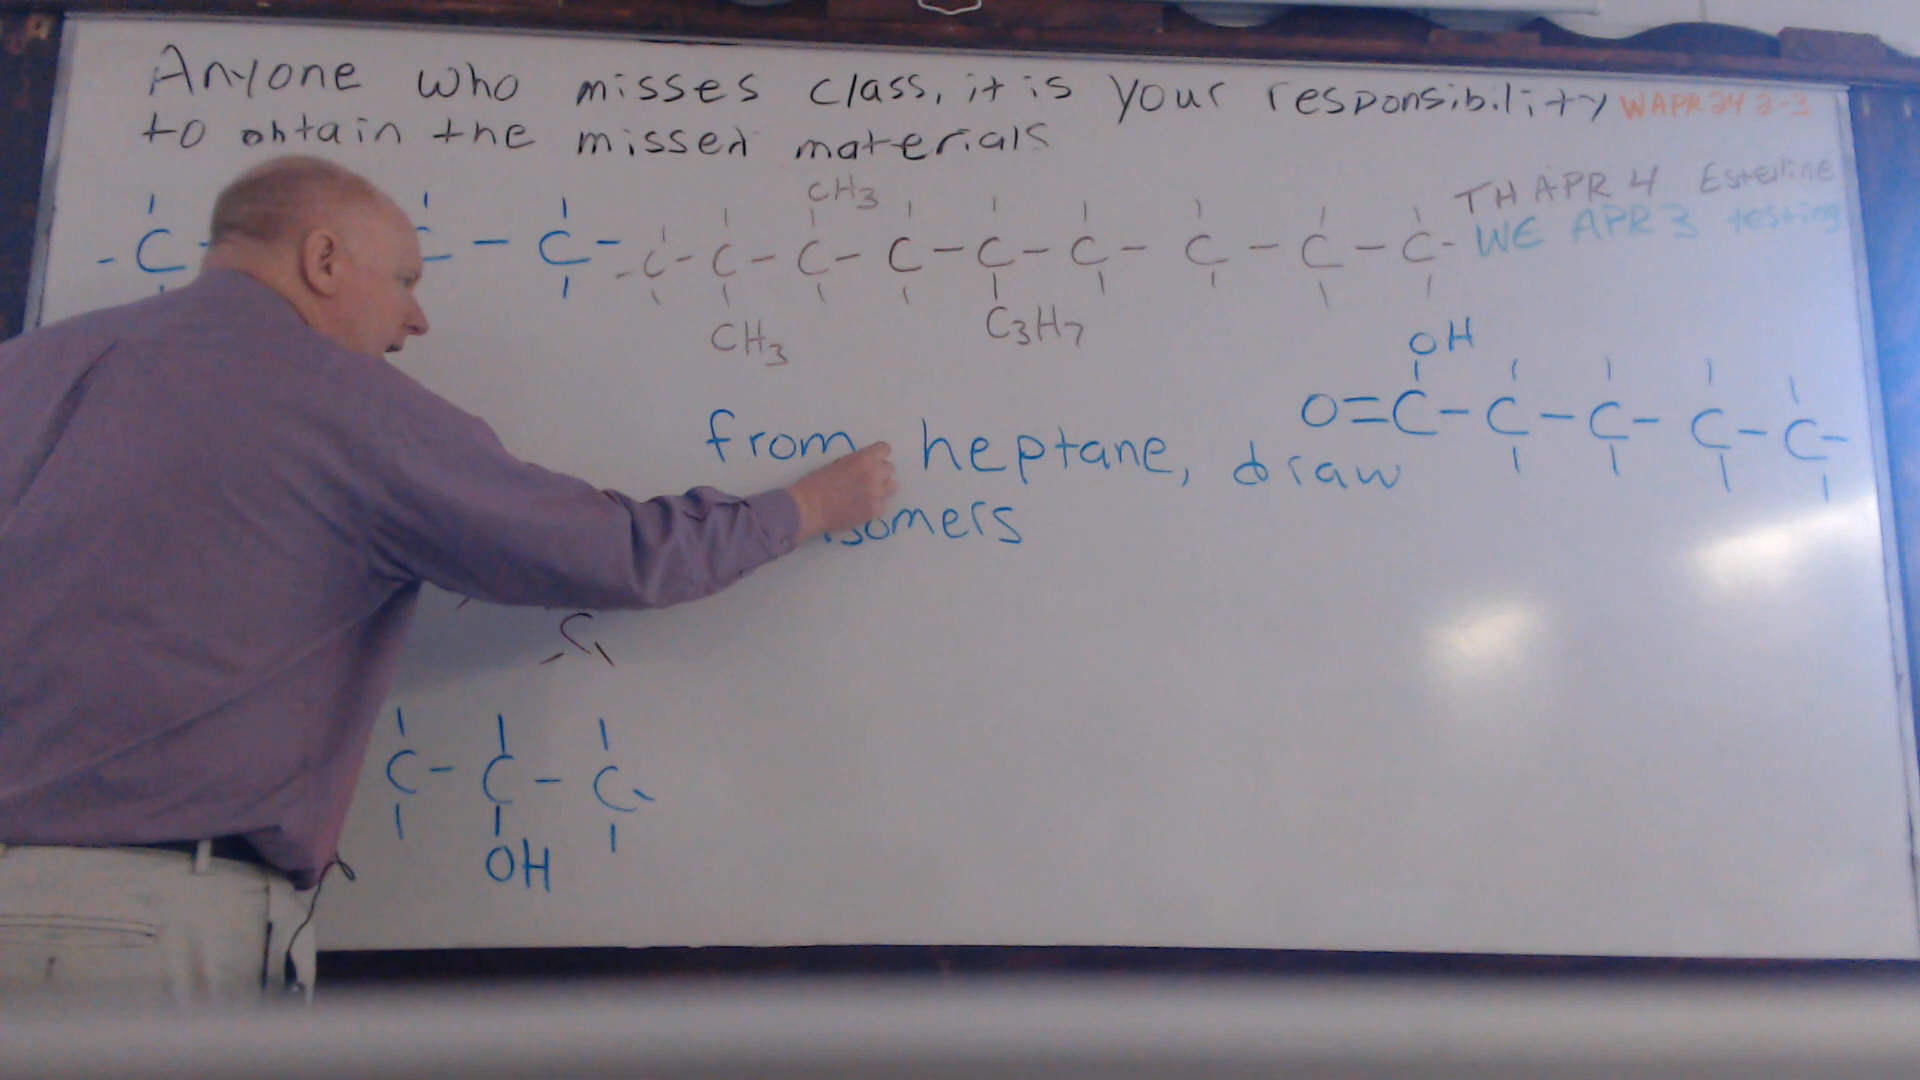 Anyone who misses class, it is your responsibility WAPR 24 2-3
to obtain the missed materials
TH APR 4 Esterline
WE APR 3 testing
CH3
- C - C - C - - C - C - C - C - C - C - C - C - C -
CH3 C3H7
OH
O=C - C - C - C - C -
from heptane, draw
isomers
C
C - C - C -
OH